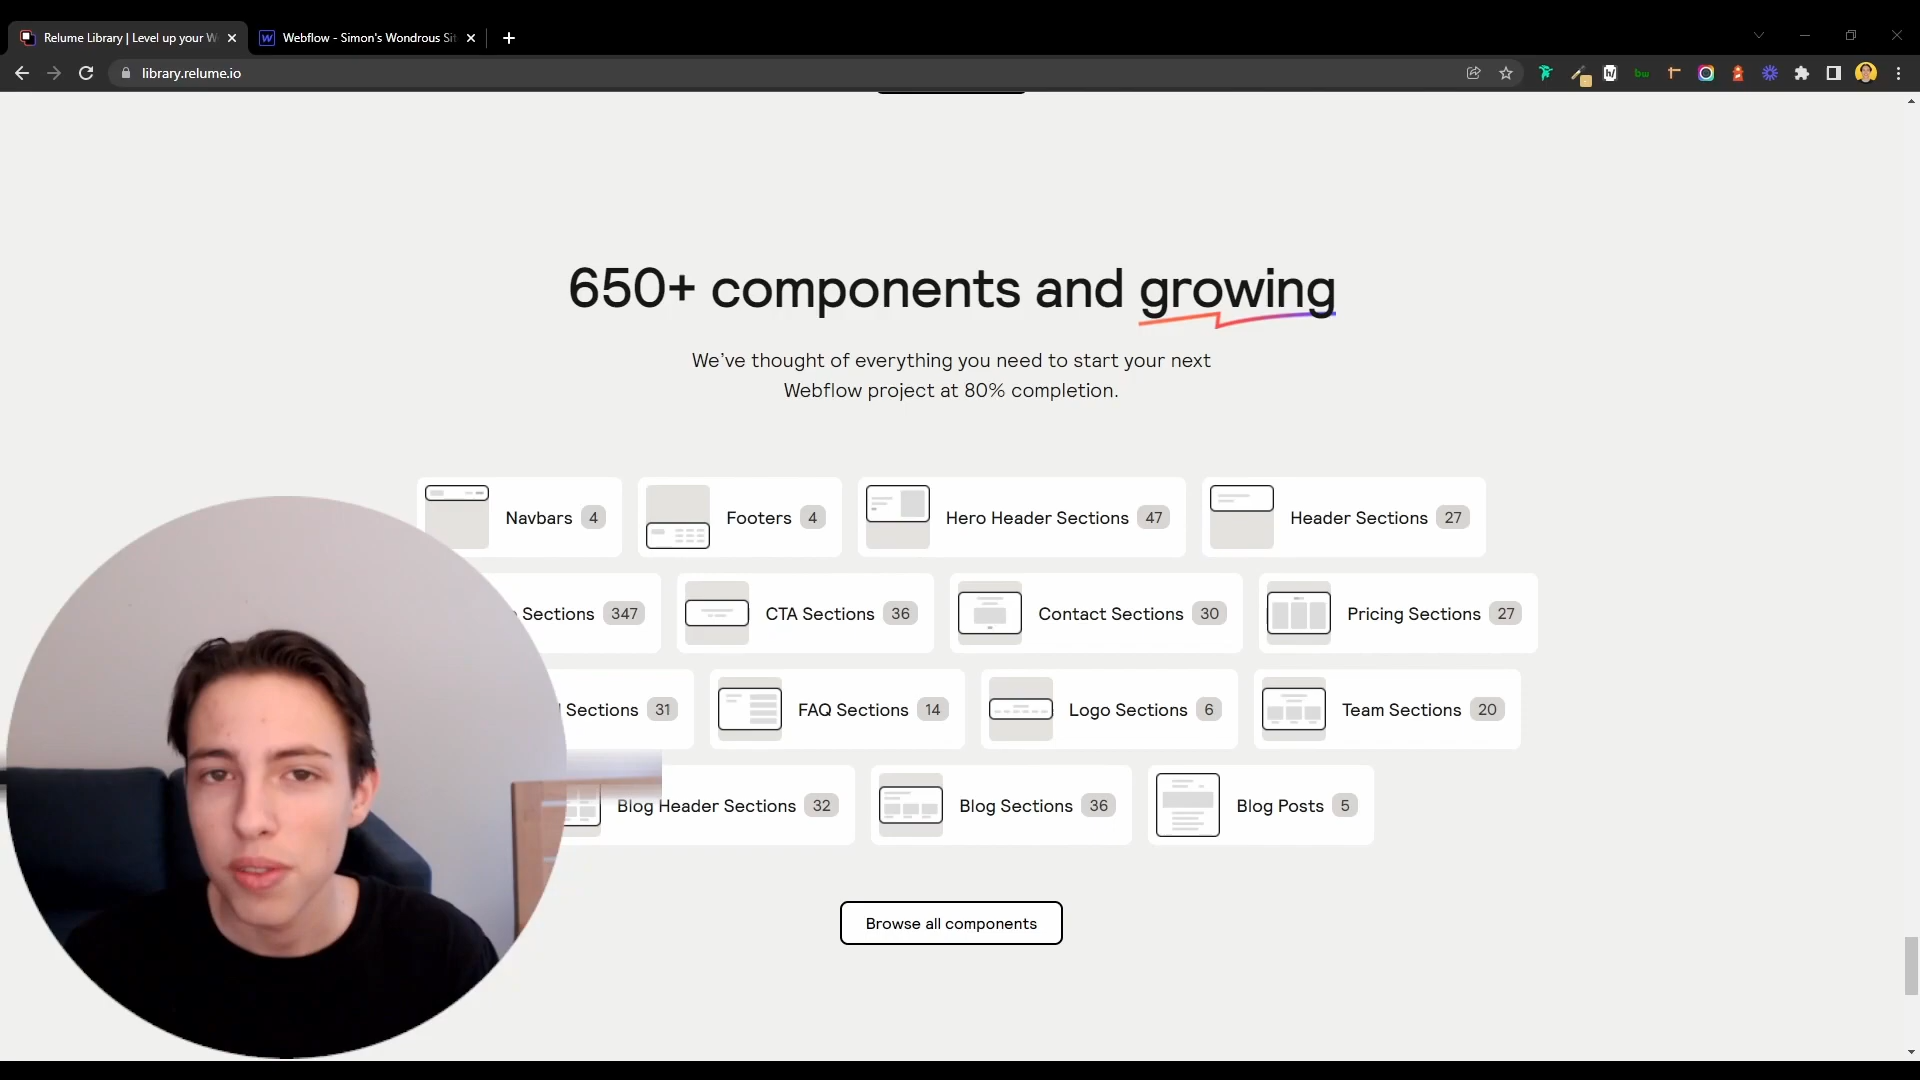 Relume Library | Level up your W
Webflow - Simon's Wondrous Sit
library.relume.io
650+ components and growing
We've thought of everything you need to start your next
Webflow project at 80% completion.
Navbars 4
Footers 4
Hero Header Sections 47
Header Sections 27
Sections 347
CTA Sections 36
Contact Sections 30
Pricing Sections 27
Sections 31
FAQ Sections 14
Logo Sections 6
Team Sections 20
Blog Header Sections 32
Blog Sections 36
Blog Posts 5
Browse all components